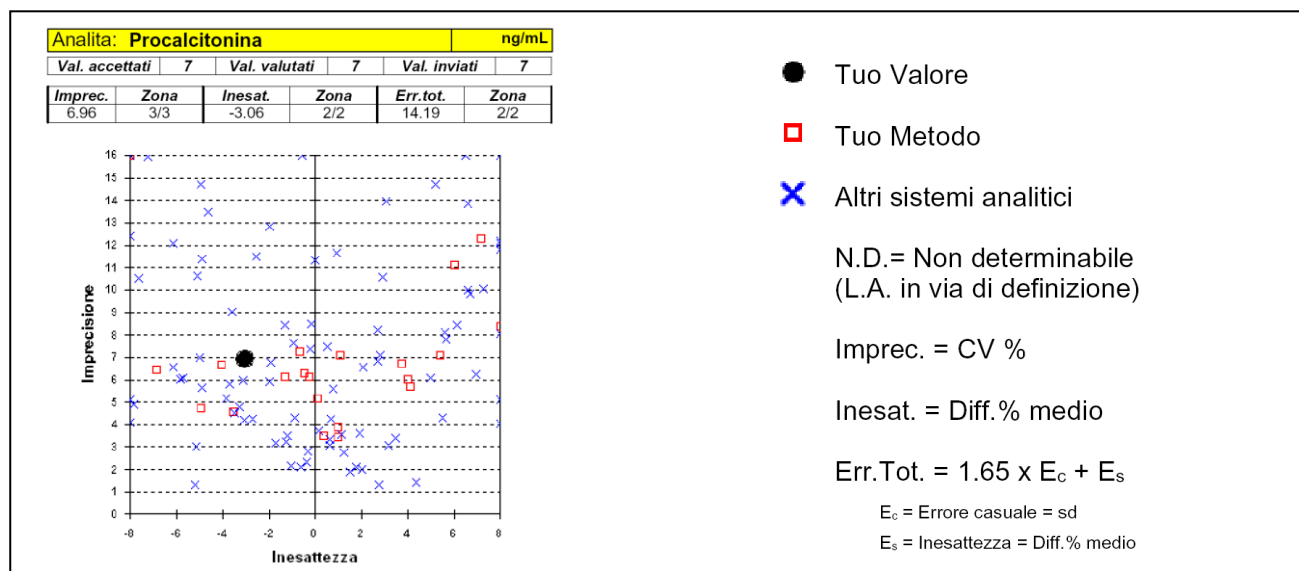 Analita: Procalcitonina ng/mL
Val. accettati 7 Val. valutati 7 Val. inviati 7
Imprec. Zona Inesat. Zona Err.tot. Zona
6.96 3/3 -3.06 2/2 14.19 2/2
16
15
14
13
12
11
10
9
8
7
6
5
4
3
2
1
0
Imprecisione
-8 -6 -4 -2 0 2 4 6 8
Inesattezza
Tuo Valore
Tuo Metodo
Altri sistemi analitici
N.D.= Non determinabile
(L.A. in via di definizione)
Imprec. = CV %
Inesat. = Diff.% medio
Err.Tot. = 1.65 x Ec + Es
Ec = Errore casuale = sd
Es = Inesattezza = Diff.% medio